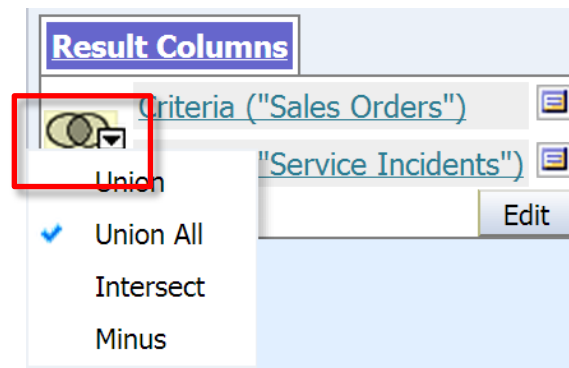 Result Columns
Criteria ("Sales Orders")
"Service Incidents")
Edit
Union
Union All
Intersect
Minus